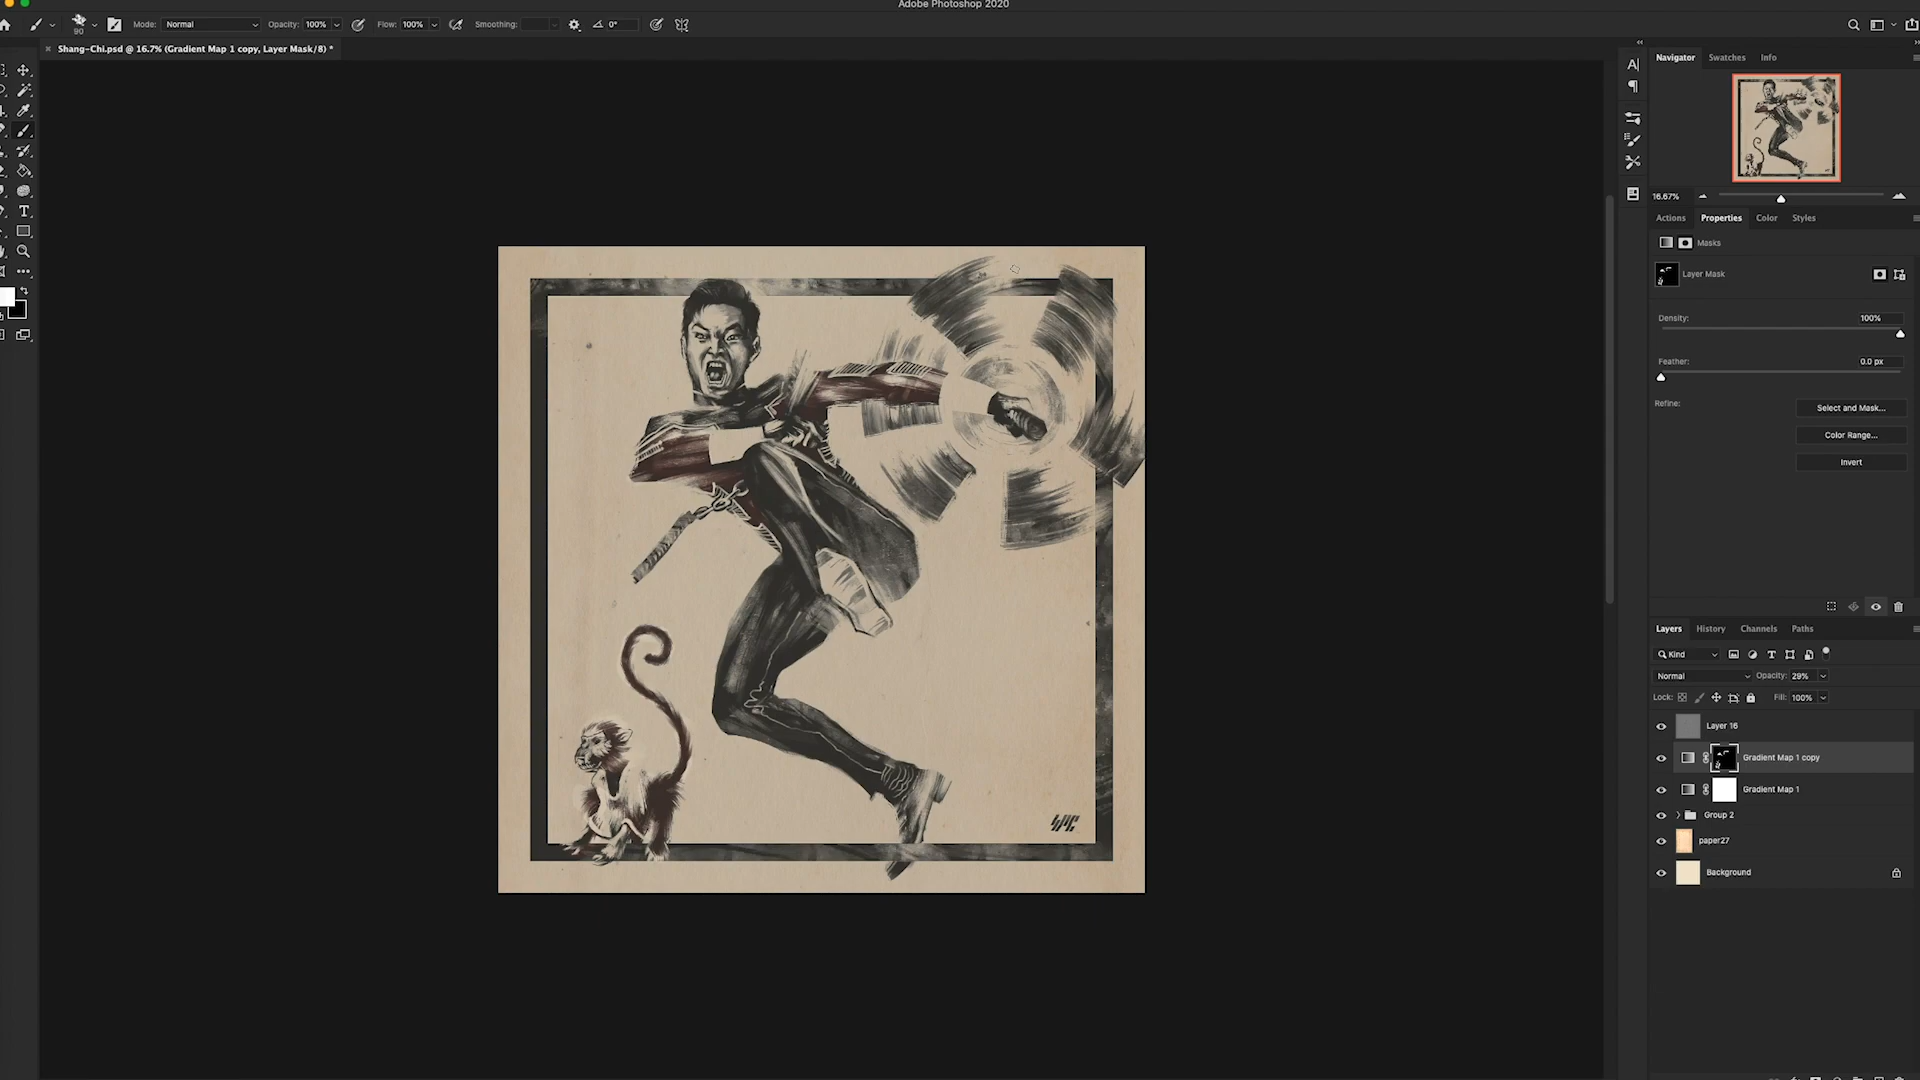 Adobe Photoshop 2020
90
Mode: Normal
Opacity: 100%
Flow: 100%
Smoothing:
0°
Shang-Chi.psd @ 16.7% (Gradient Map 1 copy, Layer Mask/8) *
Navigator
Swatches
Info
16.67%
Actions
Properties
Color
Styles
Masks
Layer Mask
Density:
100%
Feather:
0.0 px
Refine:
Select and Mask...
Color Range...
Invert
Layers
History
Channels
Paths
Kind
Normal
Opacity: 29%
Lock:
Fill: 100%
Layer 16
Gradient Map 1 copy
Gradient Map 1
Group 2
paper27
Background